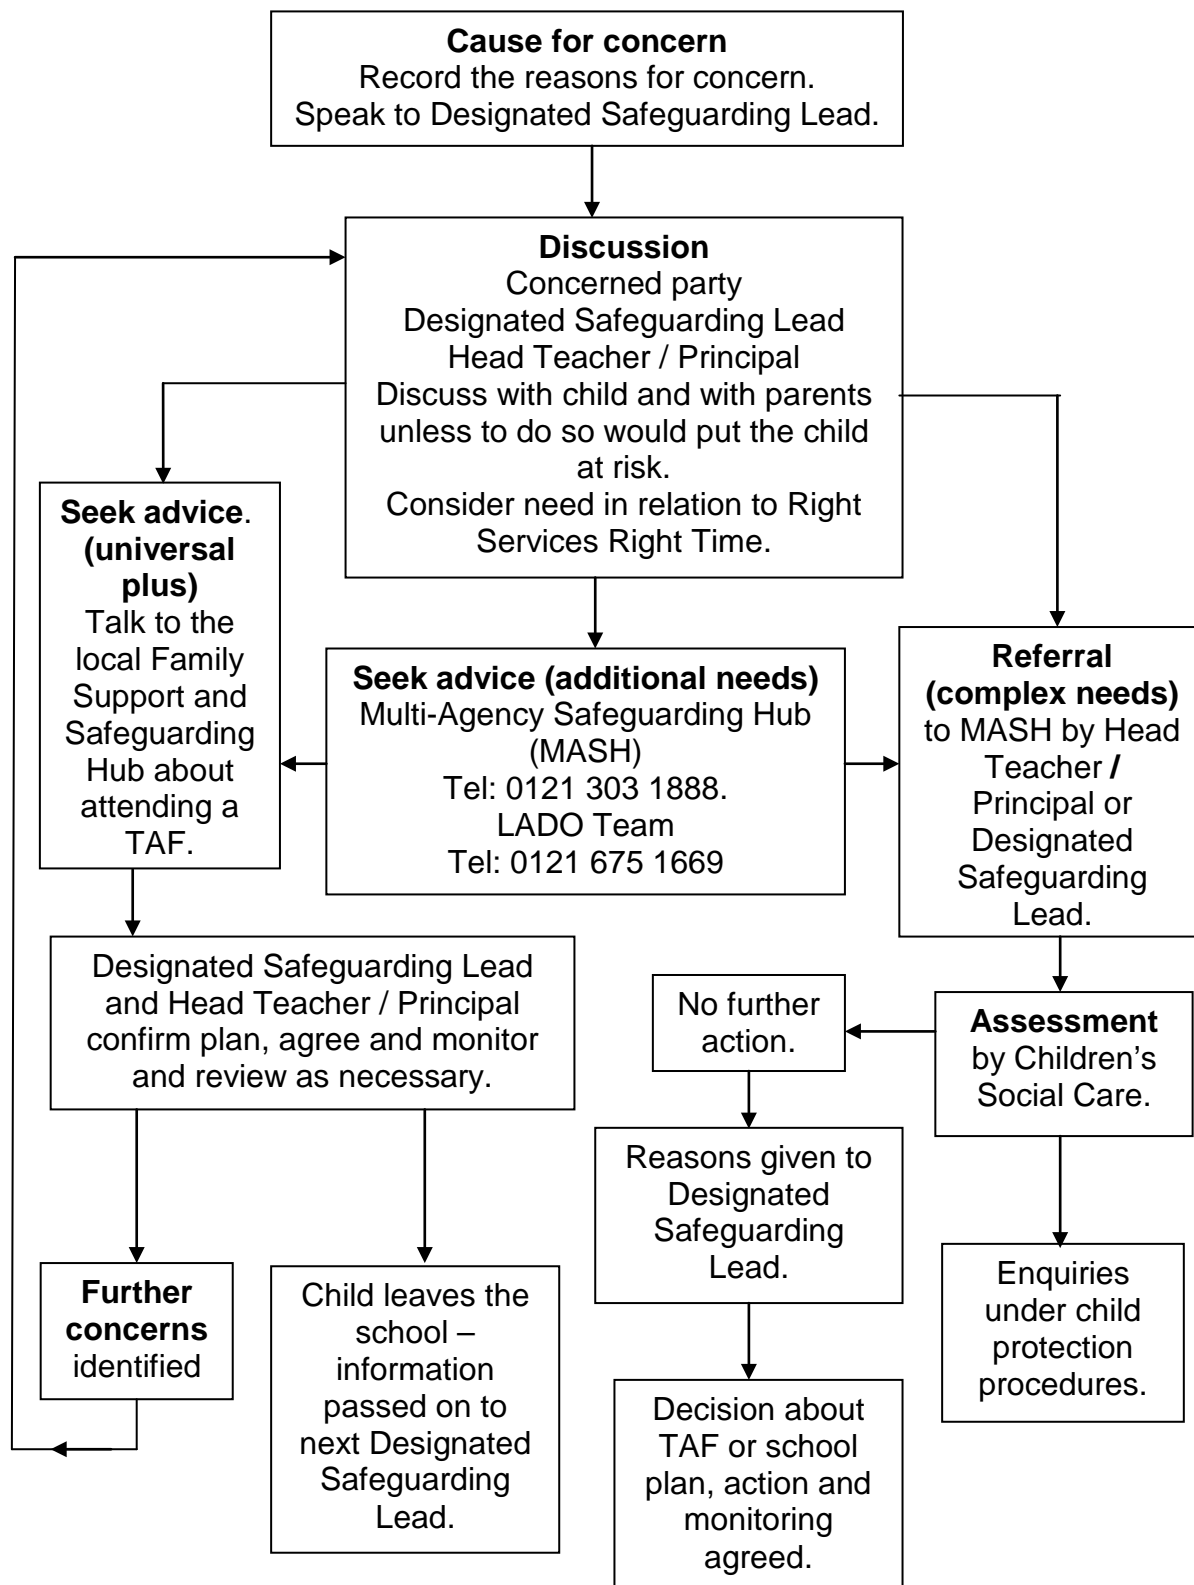 Cause for concern
Record the reasons for concern.
Speak to Designated Safeguarding Lead.
Discussion
Concerned party
Designated Safeguarding Lead
Head Teacher / Principal
Discuss with child and with parents
unless to do so would put the child
at risk.
Consider need in relation to Right
Services Right Time.
Seek advice.
(universal
plus)
Talk to the
local Family
Support and
Safeguarding
Hub about
attending a
TAF.
Seek advice (additional needs)
Multi-Agency Safeguarding Hub
(MASH)
Tel: 0121 303 1888.
LADO Team
Tel: 0121 675 1669
Referral
(complex needs)
to MASH by Head
Teacher /
Principal or
Designated
Safeguarding
Lead.
Designated Safeguarding Lead
and Head Teacher / Principal
confirm plan, agree and monitor
and review as necessary.
No further
action.
Assessment
by Children’s
Social Care.
Reasons given to
Designated
Safeguarding
Lead.
Further
concerns
identified
Child leaves the
school –
information
passed on to
next Designated
Safeguarding
Lead.
Enquiries
under child
protection
procedures.
Decision about
TAF or school
plan, action and
monitoring
agreed.